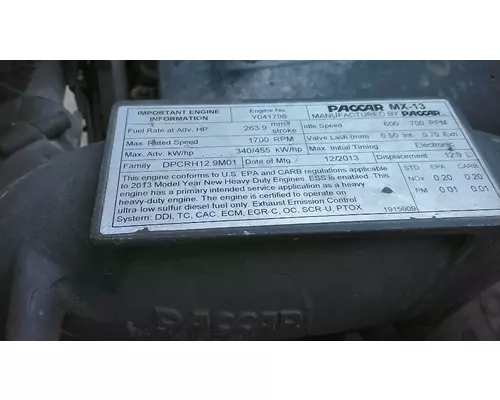 IMPORTANT ENGINE INFORMATION Engine No. Y041798 PACCAR MX-13 MANUFACTURED BY PACCAR
Fuel Rate at Adv. HP 263.9 mm³/stroke Idle Speed 600 700 RPM
Max. Rated Speed 1700 RPM Valve Lash (mm) 0.50 Int. 0.70 Exh
Max. Adv. kW/hp 340/455 kW/hp Max. Initial Timing Electronic
Family DPCRH12.9M01 Date of Mfg. 12/2013 Displacement 12.9
This engine conforms to U.S. EPA and CARB regulations applicable STD EPA CARB
to 2013 Model Year New Heavy-Duty Engines. ESS is enabled. This NOx 0.20 0.20
engine's primary intended service application as a heavy PM 0.01 0.01
heavy-duty engine. The engine is certified to operate on
ultra-low sulfur diesel fuel only. Exhaust Emission Control
System: DDI, TC, CAC, ECM, EGR-C, OC, SCR-U, PTOX 1915909
PACCAR